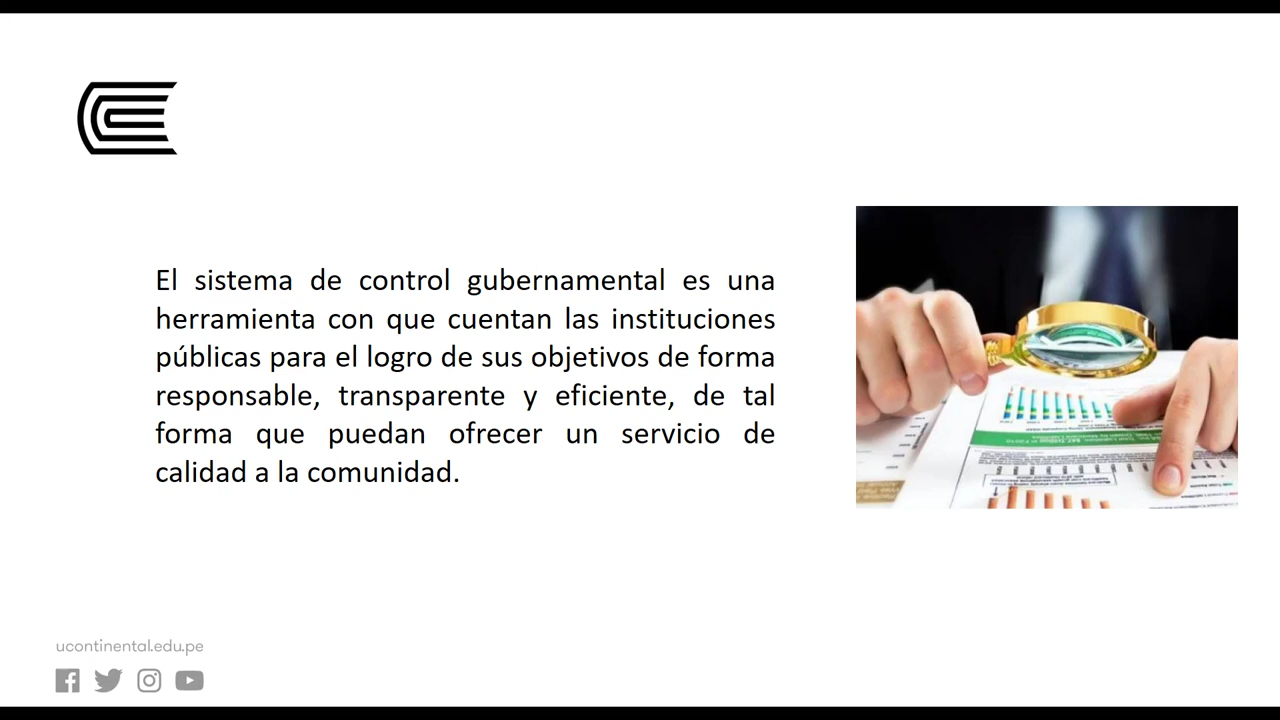 El sistema de control gubernamental es una
herramienta con que cuentan las instituciones
públicas para el logro de sus objetivos de forma
responsable, transparente y eficiente, de tal
forma que puedan ofrecer un servicio de
calidad a la comunidad.
ucontinental.edu.pe